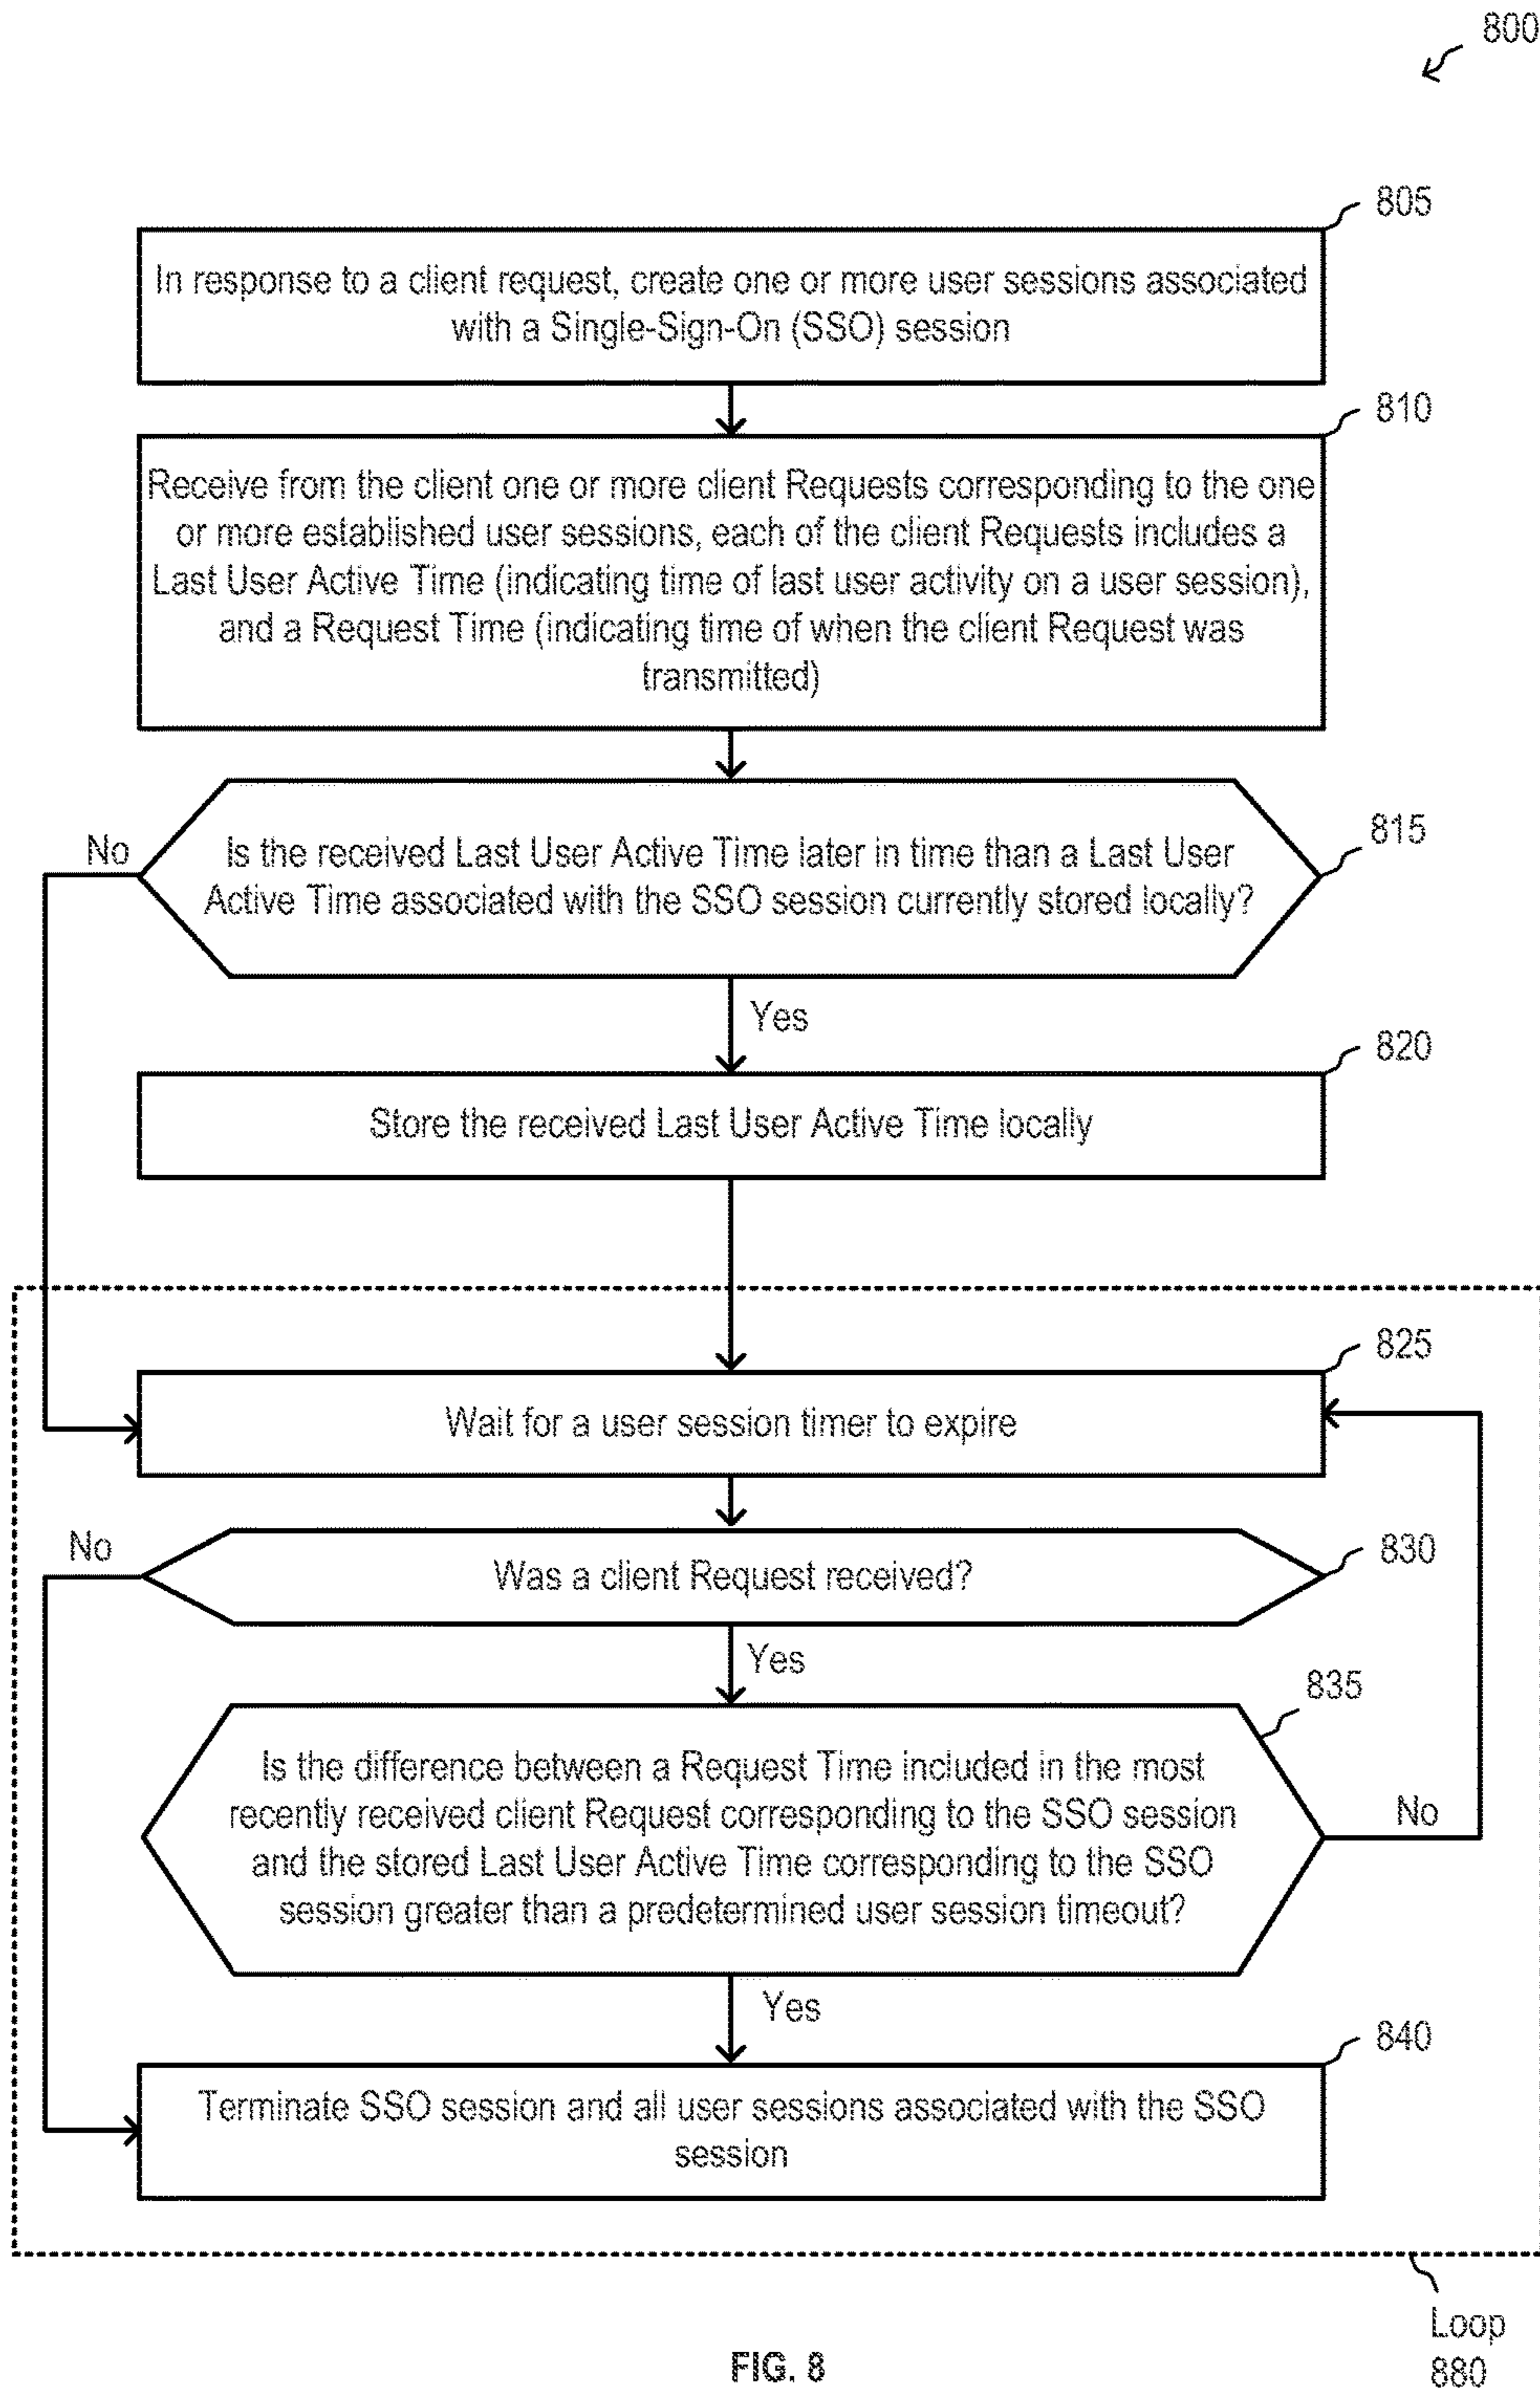 800
805
In response to a client request, create one or more user sessions associated
with a Single-Sign-On (SSO) session
810
Receive from the client one or more client Requests corresponding to the one
or more established user sessions, each of the client Requests includes a
Last User Active Time (indicating time of last user activity on a user session),
and a Request Time (indicating time of when the client Request was
transmitted)
815
No
Is the received Last User Active Time later in time than a Last User
Active Time associated with the SSO session currently stored locally?
Yes
820
Store the received Last User Active Time locally
825
Wait for a user session timer to expire
No
830
Was a client Request received?
Yes
835
Is the difference between a Request Time included in the most
recently received client Request corresponding to the SSO session
and the stored Last User Active Time corresponding to the SSO
session greater than a predetermined user session timeout?
No
Yes
840
Terminate SSO session and all user sessions associated with the SSO
session
Loop
880
FIG. 8